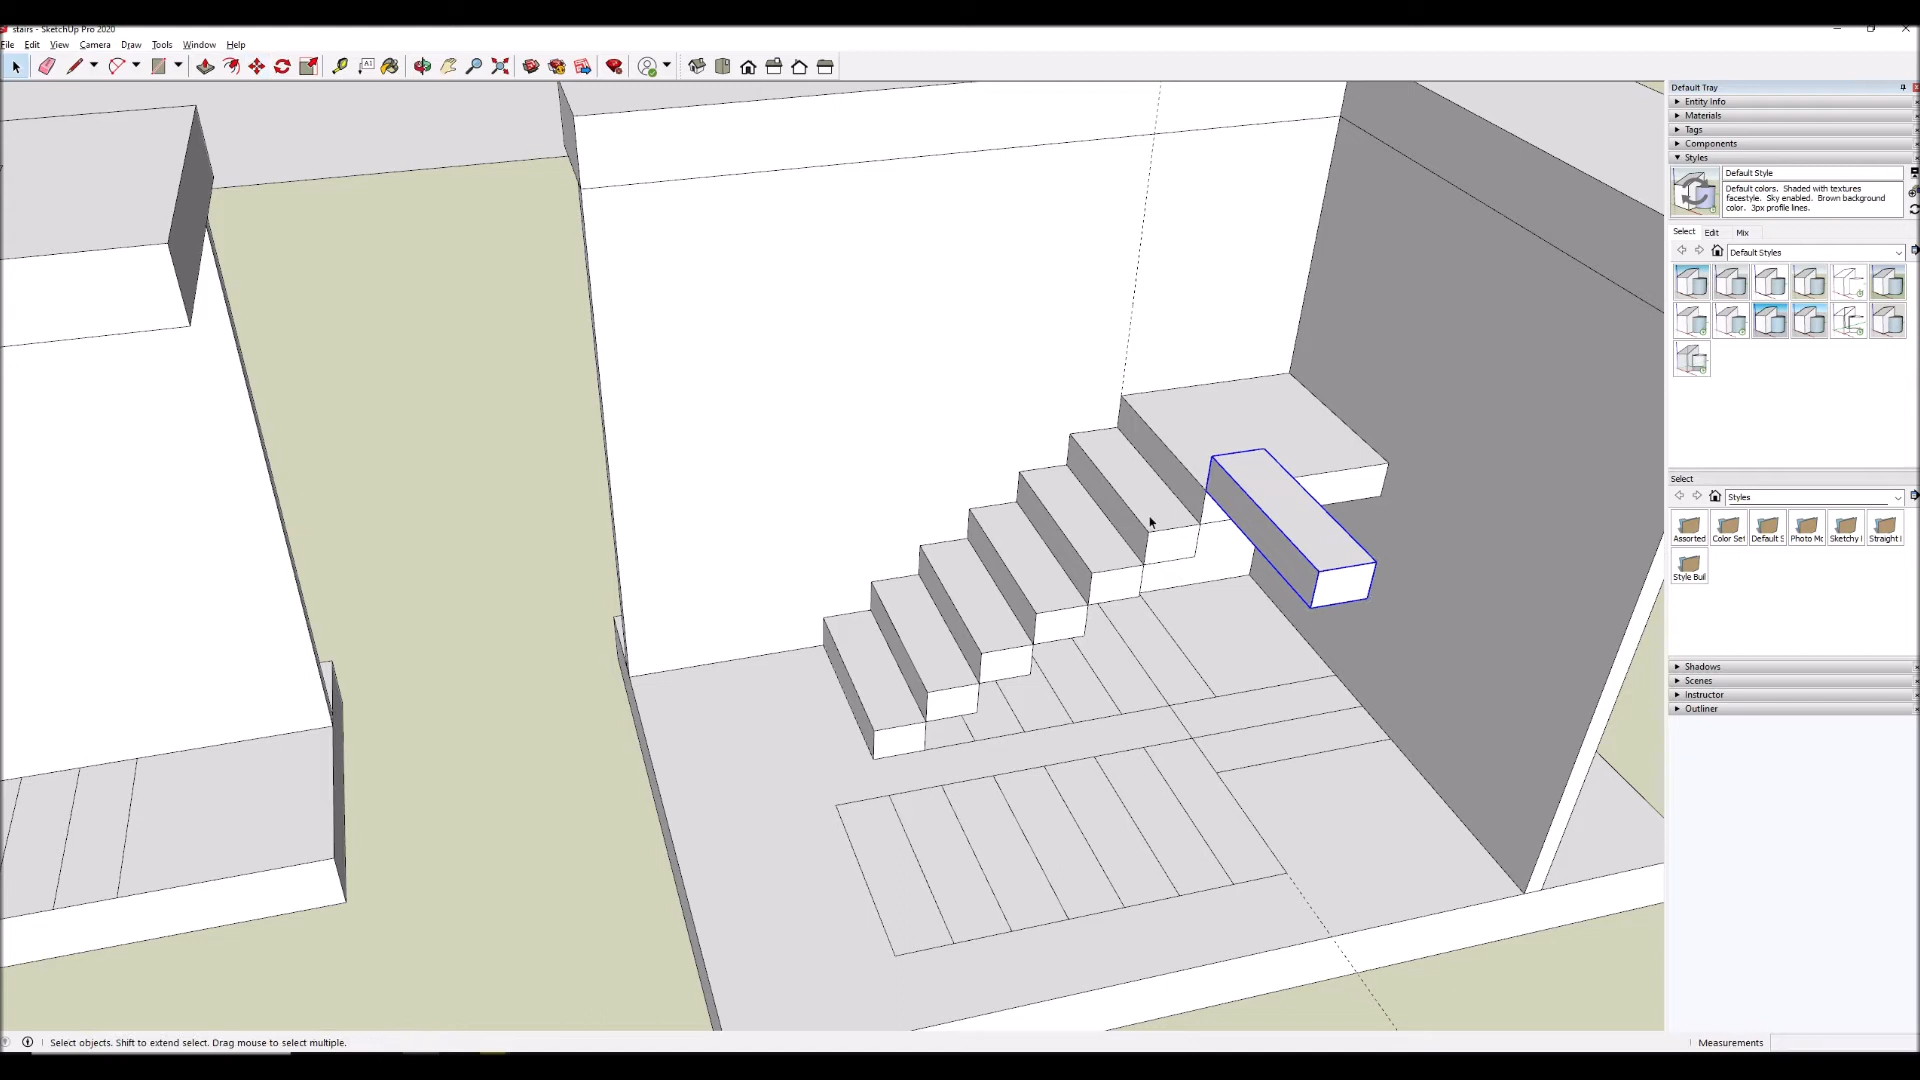 stairs - SketchUp Pro 2020
File Edit View Camera Draw Tools Window Help
A1
Default Tray
Entity Info
Materials
Tags
Components
Styles
Default Style
Default colors. Shaded with textures
facestyle. Sky enabled. Brown background
color. 3px profile lines.
Select Edit Mix
Default Styles
Select
Styles
Assorted Color Set Default S Photo Mo Sketchy I Straight I
Style Buil
Shadows
Scenes
Instructor
Outliner
Select objects. Shift to extend select. Drag mouse to select multiple.
Measurements